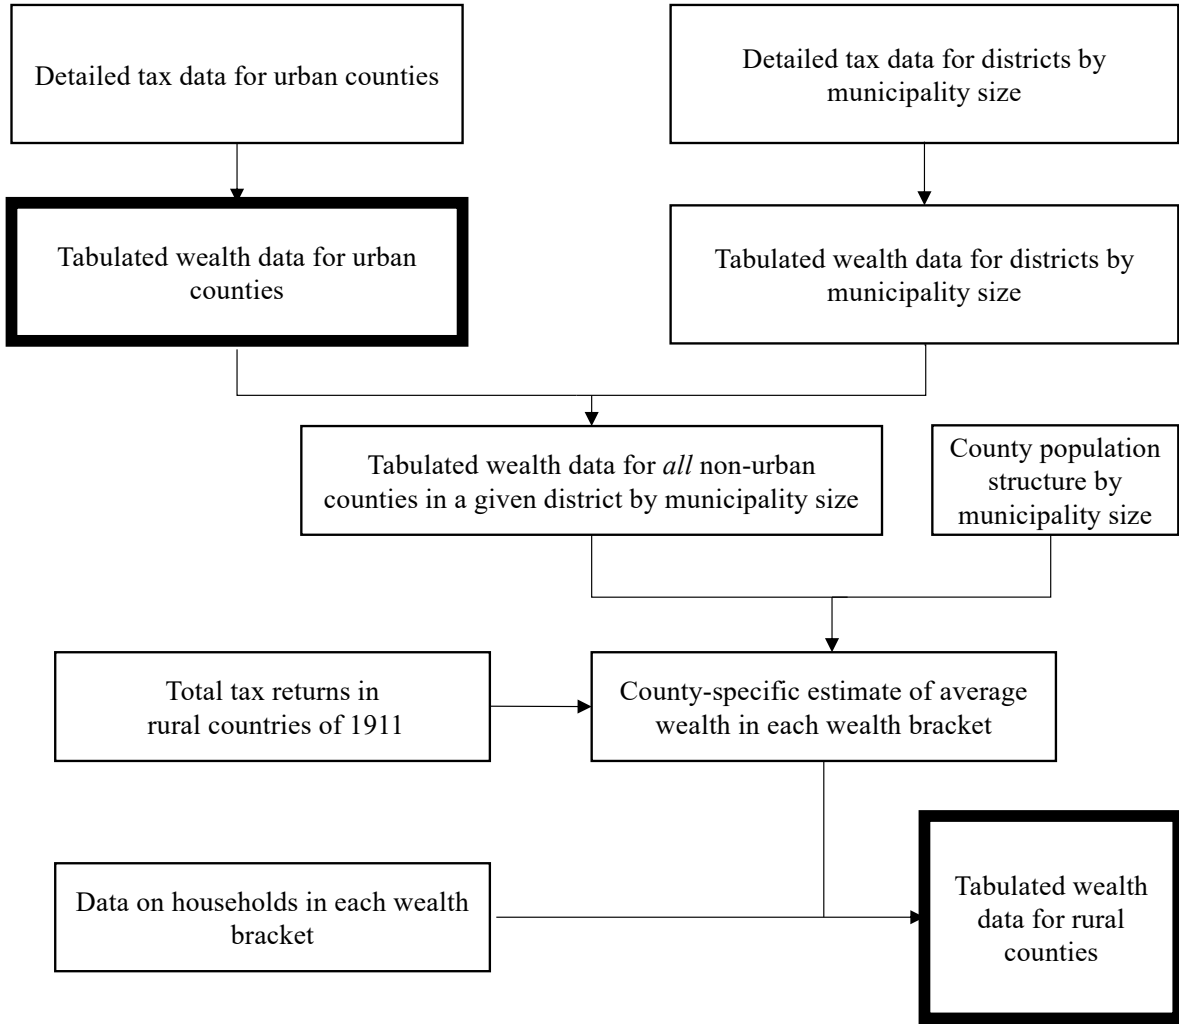 Detailed tax data for urban counties
Detailed tax data for districts by
municipality size
Tabulated wealth data for urban
counties
Tabulated wealth data for districts by
municipality size
Tabulated wealth data for all non-urban
counties in a given district by municipality size
County population
structure by
municipality size
Total tax returns in
rural countries of 1911
County-specific estimate of average
wealth in each wealth bracket
Data on households in each wealth
bracket
Tabulated wealth
data for rural
counties